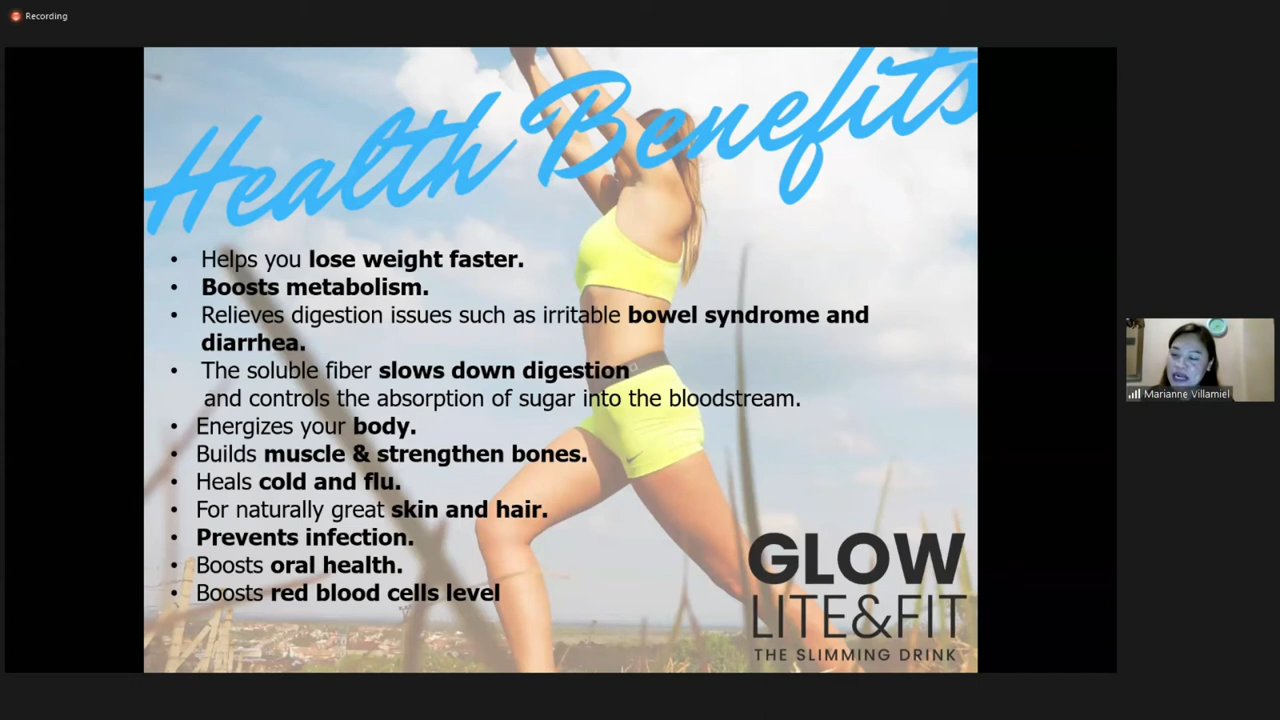 Recording
Health Benefits
• Helps you lose weight faster.
• Boosts metabolism.
• Relieves digestion issues such as irritable bowel syndrome and
diarrhea.
• The soluble fiber slows down digestion
and controls the absorption of sugar into the bloodstream.
• Energizes your body.
• Builds muscle & strengthen bones.
• Heals cold and flu.
• For naturally great skin and hair.
• Prevents infection.
• Boosts oral health.
• Boosts red blood cells level
GLOW
LITE&FIT
THE SLIMMING DRINK
Marianne Villamiel